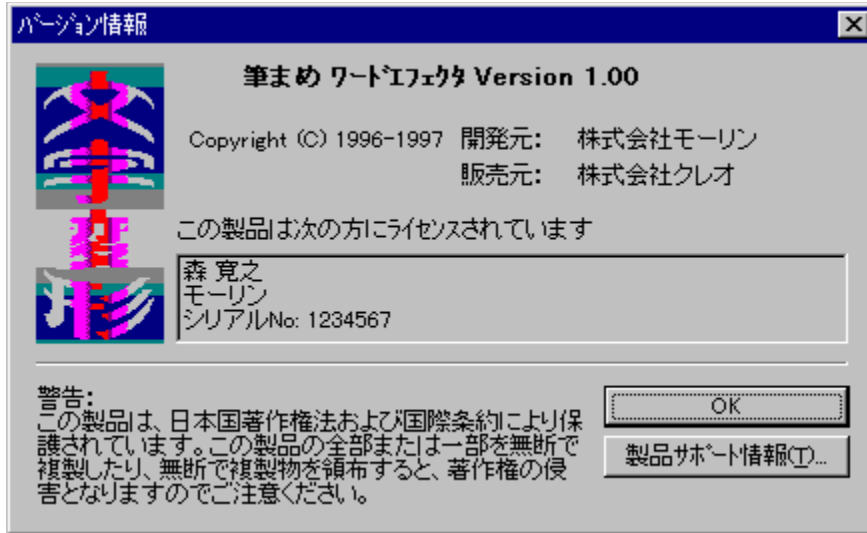 バージョン情報
文字変形
筆まめ ワードエフェクタ Version 1.00
Copyright (C) 1996-1997 開発元: 株式会社モーリン
販売元: 株式会社クレオ
この製品は次の方にライセンスされています
森 寛之
モーリン
シリアルNo: 1234567
警告:
この製品は、日本国著作権法および国際条約により保
護されています。この製品の全部または一部を無断で
複製したり、無断で複製物を頒布すると、著作権の侵
害となりますのでご注意ください。
OK
製品サポート情報(T)...